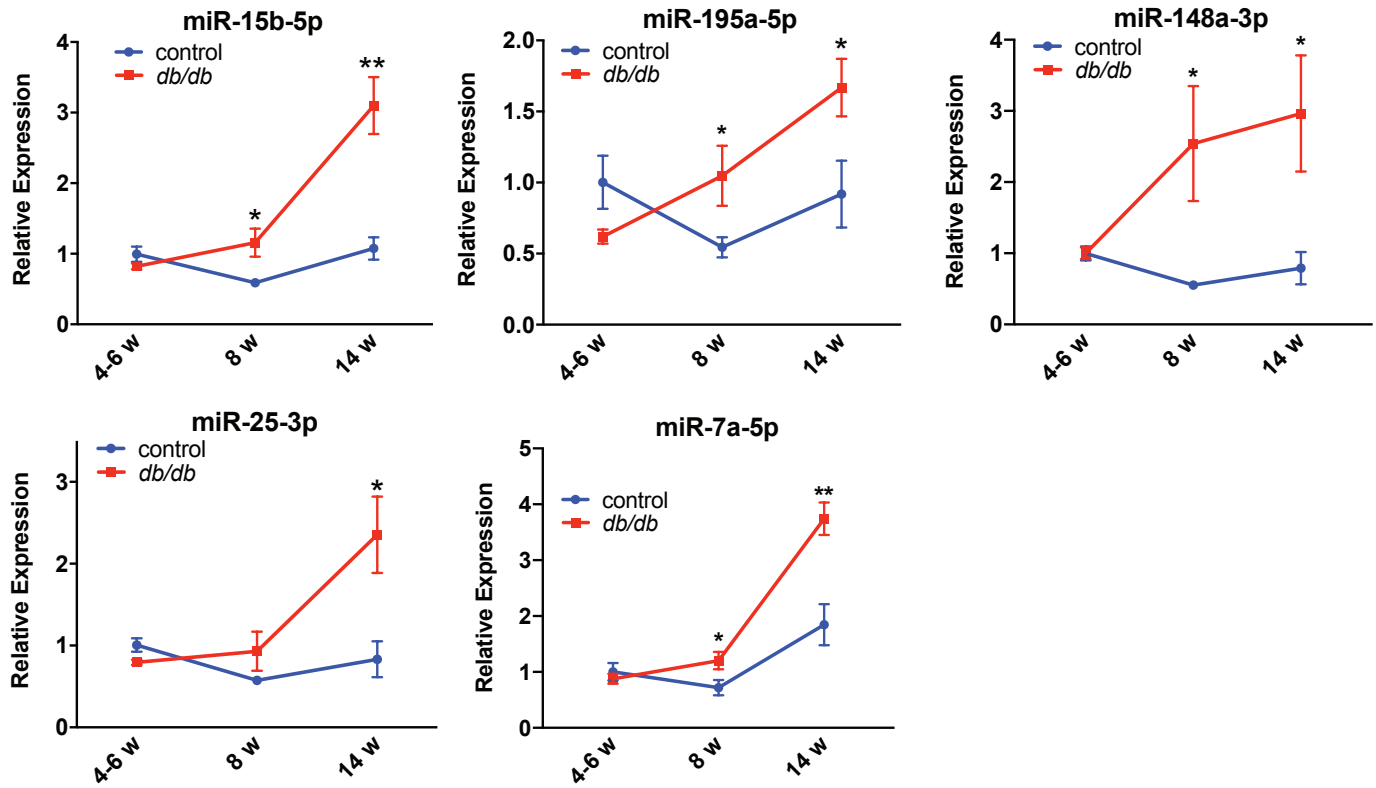 miR-15b-5p
control
db/db
Relative Expression
4
3
2
1
0
*
**
4-6 w
8 w
14 w
miR-195a-5p
control
db/db
Relative Expression
2.0
1.5
1.0
0.5
0.0
*
*
4-6 w
8 w
14 w
miR-148a-3p
control
db/db
Relative Expression
4
3
2
1
0
*
*
4-6 w
8 w
14 w
miR-25-3p
control
db/db
Relative Expression
3
2
1
0
*
4-6 w
8 w
14 w
miR-7a-5p
control
db/db
Relative Expression
5
4
3
2
1
0
*
**
4-6 w
8 w
14 w